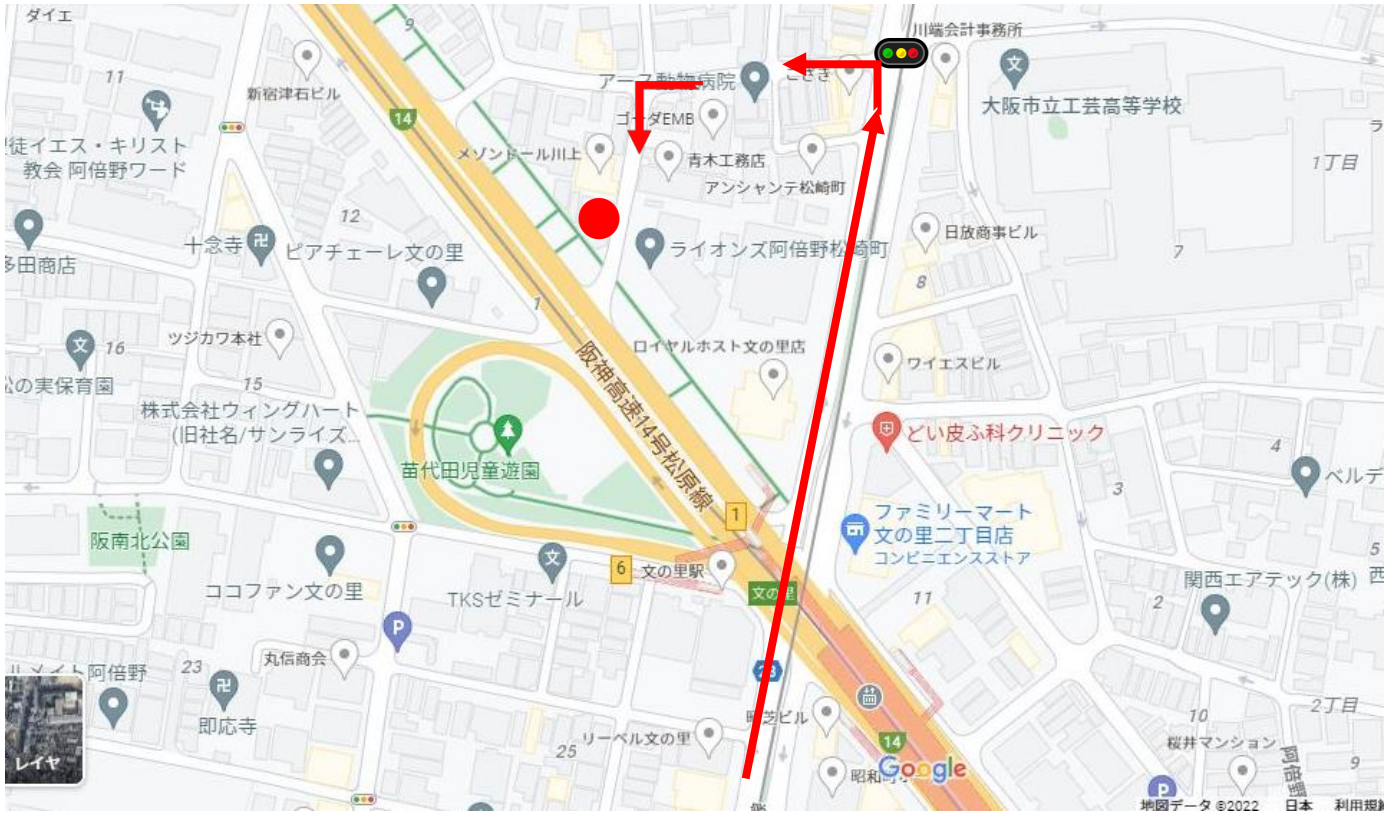 ダイエ
9
川端会計事務所
11
アース動物病院
こさき
大阪市立工芸高等学校
新宿津石ビル
14
ゴーダEMB
徒イエス・キリスト
教会 阿倍野ワード
メゾンドール川上
青木工務店
アンシャンテ松崎町
1丁目
12
十念寺
ピアチェーレ文の里
ライオンズ阿倍野松崎町
日放商事ビル
7
多田商店
8
1
ツジカワ本社
16
ロイヤルホスト文の里店
ワイエスビル
松の実保育園
15
阪神高速14号松原線
株式会社ウィングハート
(旧社名/サンライズ...
どい皮ふ科クリニック
4
苗代田児童遊園
ベルデ
3
1
ファミリーマート
文の里二丁目店
コンビニエンスストア
阪南北公園
5
西
6
文の里駅
ココファン文の里
TKSゼミナール
文の里
11
関西エアテック(株)
2
P
丸信商会
ルメイト阿倍野
23
28
2丁目
即応寺
昭芝ビル
10
リーベル文の里
25
14
桜井マンション
阿倍野
9
レイヤ
Google
P
地図データ ©2022
日本
利用規約